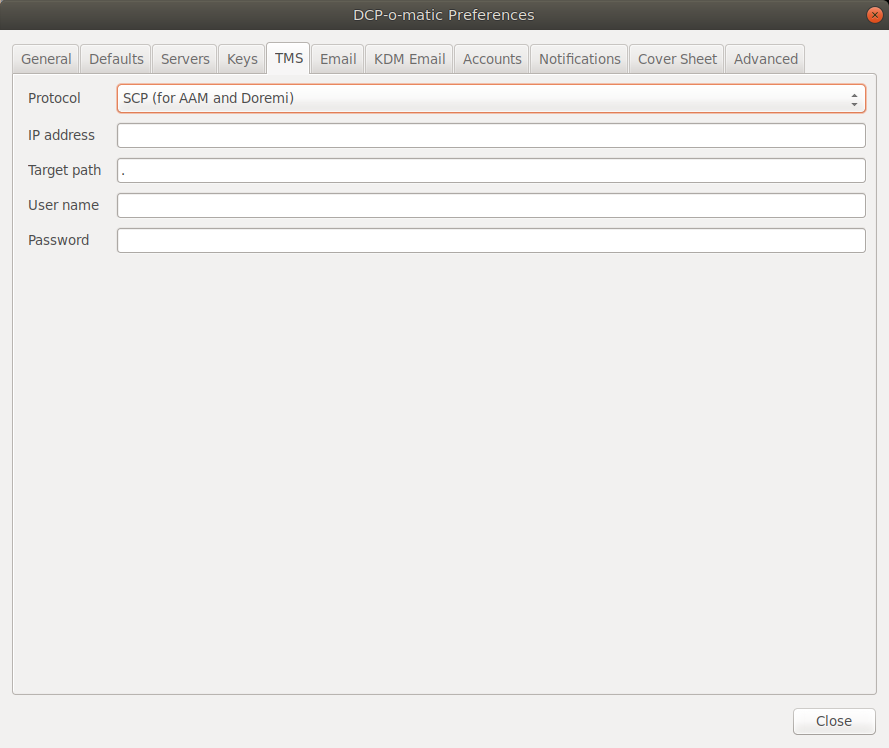 DCP-o-matic Preferences
General Defaults Servers Keys TMS Email KDM Email Accounts Notifications Cover Sheet Advanced
Protocol SCP (for AAM and Doremi)
IP address
Target path .
User name
Password
Close